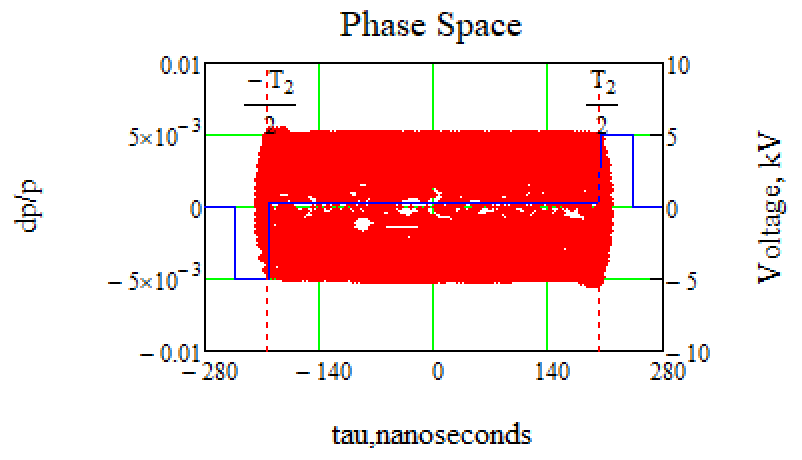 Phase Space
0.01
5×10⁻³
0
−5×10⁻³
−0.01
dp/p
−T₂
2
T₂
2
10
5
0
−5
−10
Voltage, kV
−280
−140
0
140
280
tau,nanoseconds